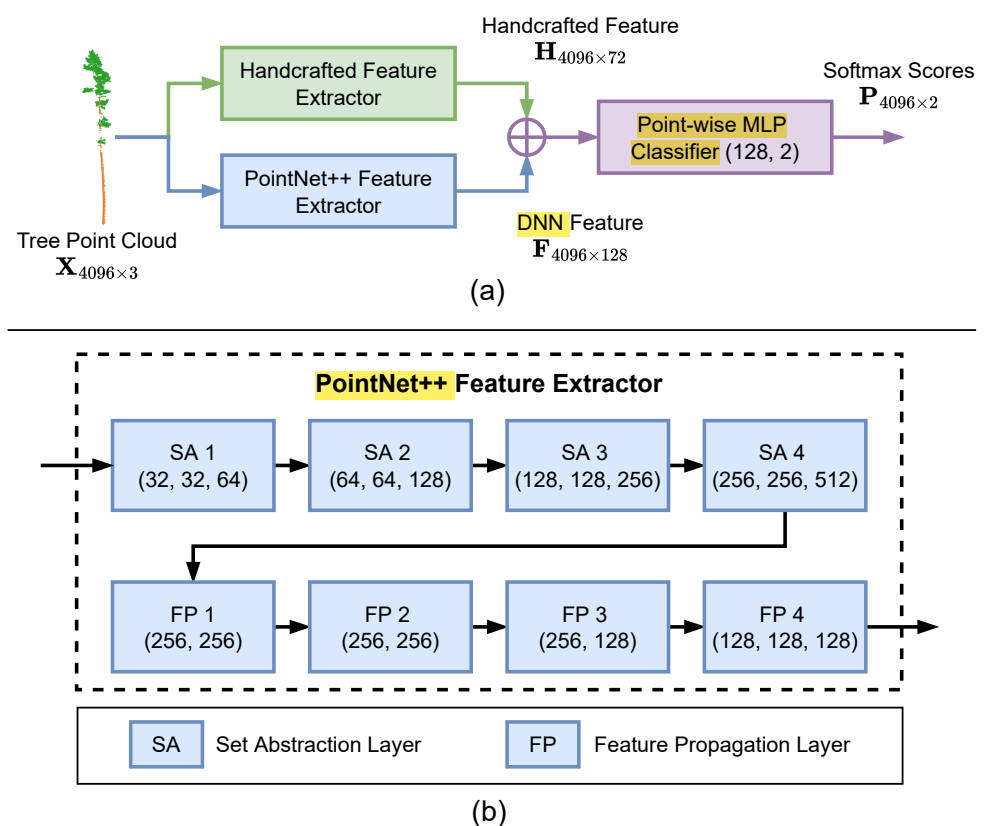 Handcrafted Feature
H4096×72
Handcrafted Feature
Extractor
Softmax Scores
P4096×2
Point-wise MLP
Classifier (128, 2)
PointNet++ Feature
Extractor
Tree Point Cloud
X4096×3
DNN Feature
F4096×128
(a)
PointNet++ Feature Extractor
SA 1
(32, 32, 64)
SA 2
(64, 64, 128)
SA 3
(128, 128, 256)
SA 4
(256, 256, 512)
FP 1
(256, 256)
FP 2
(256, 256)
FP 3
(256, 128)
FP 4
(128, 128, 128)
SA
Set Abstraction Layer
FP
Feature Propagation Layer
(b)